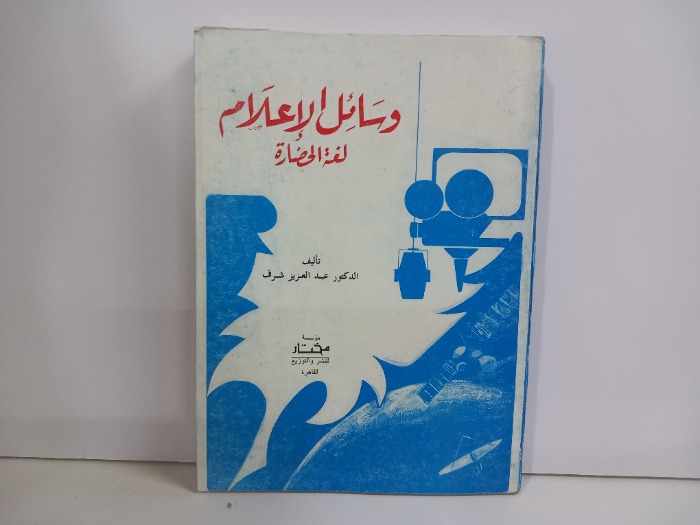 وسائل الإعلام
لغة الحضارة
تأليف
الدكتور عبد العزيز شرف
مؤسسة
مختار
للنشر والتوزيع
القاهرة